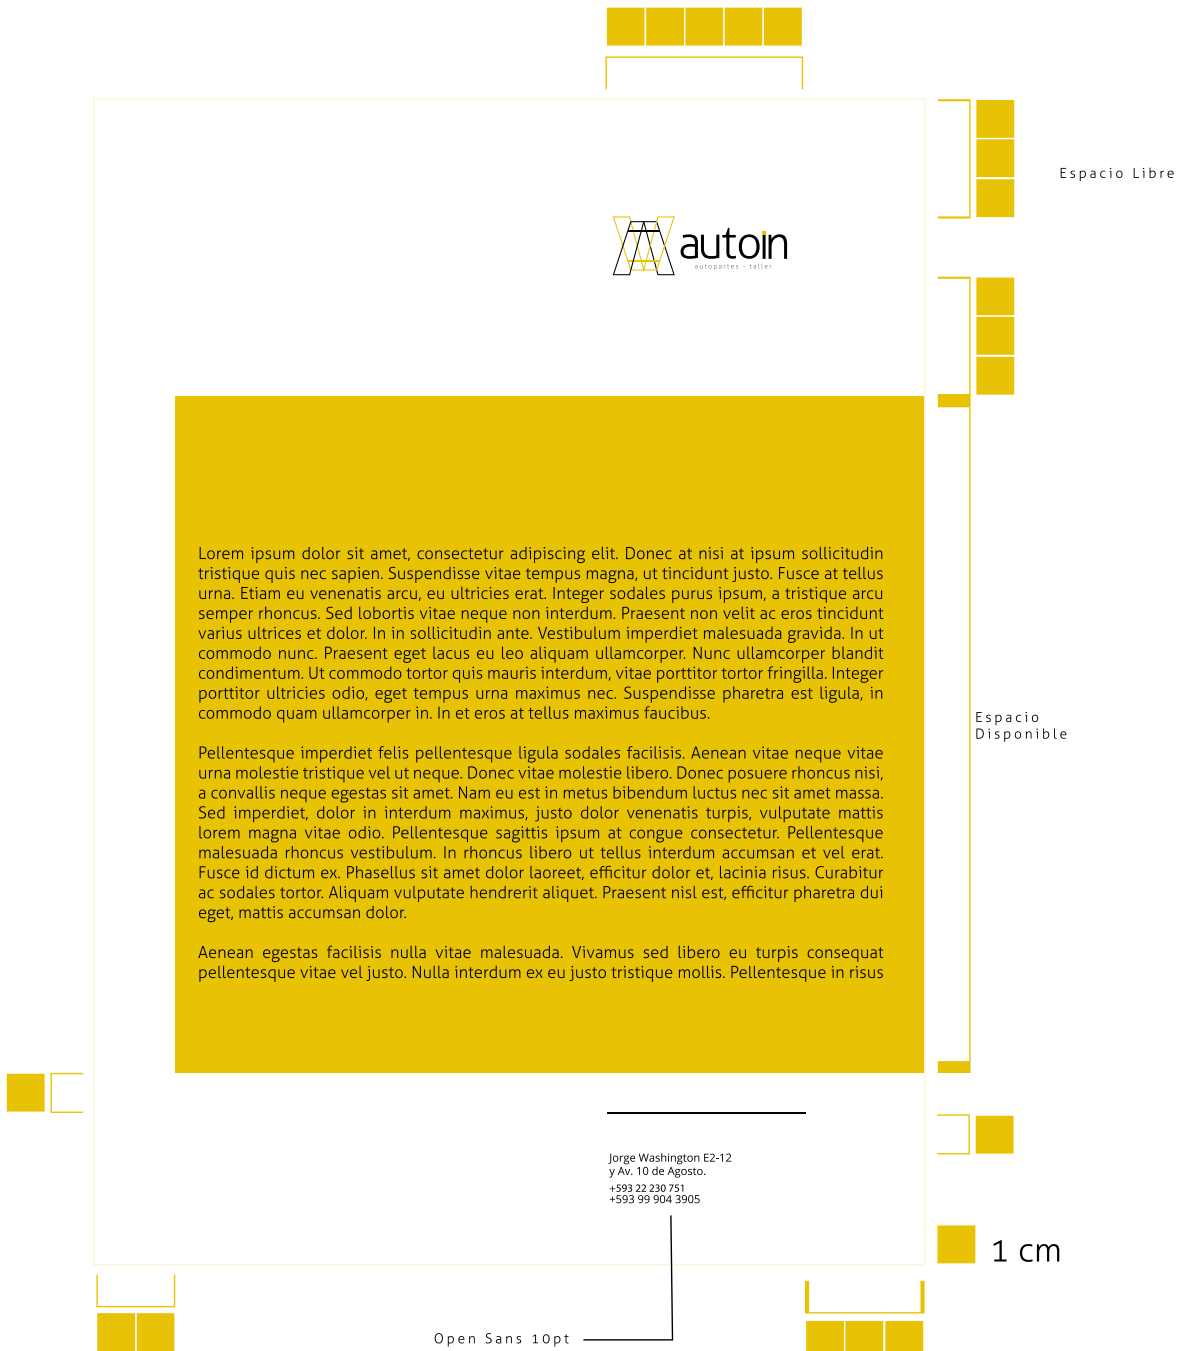 Espacio Libre
autoin
autopartes - taller
Lorem ipsum dolor sit amet, consectetur adipiscing elit. Donec at nisi at ipsum sollicitudin
tristique quis nec sapien. Suspendisse vitae tempus magna, ut tincidunt justo. Fusce at tellus
urna. Etiam eu venenatis arcu, eu ultricies erat. Integer sodales purus ipsum, a tristique arcu
semper rhoncus. Sed lobortis vitae neque non interdum. Praesent non velit ac eros tincidunt
varius ultrices et dolor. In in sollicitudin ante. Vestibulum imperdiet malesuada gravida. In ut
commodo nunc. Praesent eget lacus eu leo aliquam ullamcorper. Nunc ullamcorper blandit
condimentum. Ut commodo tortor quis mauris interdum, vitae porttitor tortor fringilla. Integer
porttitor ultricies odio, eget tempus urna maximus nec. Suspendisse pharetra est ligula, in
commodo quam ullamcorper in. In et eros at tellus maximus faucibus.
Pellentesque imperdiet felis pellentesque ligula sodales facilisis. Aenean vitae neque vitae
urna molestie tristique vel ut neque. Donec vitae molestie libero. Donec posuere rhoncus nisi,
a convallis neque egestas sit amet. Nam eu est in metus bibendum luctus nec sit amet massa.
Sed imperdiet, dolor in interdum maximus, justo dolor venenatis turpis, vulputate mattis
lorem magna vitae odio. Pellentesque sagittis ipsum at congue consectetur. Pellentesque
malesuada rhoncus vestibulum. In rhoncus libero ut tellus interdum accumsan et vel erat.
Fusce id dictum ex. Phasellus sit amet dolor laoreet, efficitur dolor et, lacinia risus. Curabitur
ac sodales tortor. Aliquam vulputate hendrerit aliquet. Praesent nisl est, efficitur pharetra dui
eget, mattis accumsan dolor.
Aenean egestas facilisis nulla vitae malesuada. Vivamus sed libero eu turpis consequat
pellentesque vitae vel justo. Nulla interdum ex eu justo tristique mollis. Pellentesque in risus
Espacio
Disponible
Jorge Washington E2-12
y Av. 10 de Agosto.
+593 22 230 751
+593 99 904 3905
1 cm
Open Sans 10pt